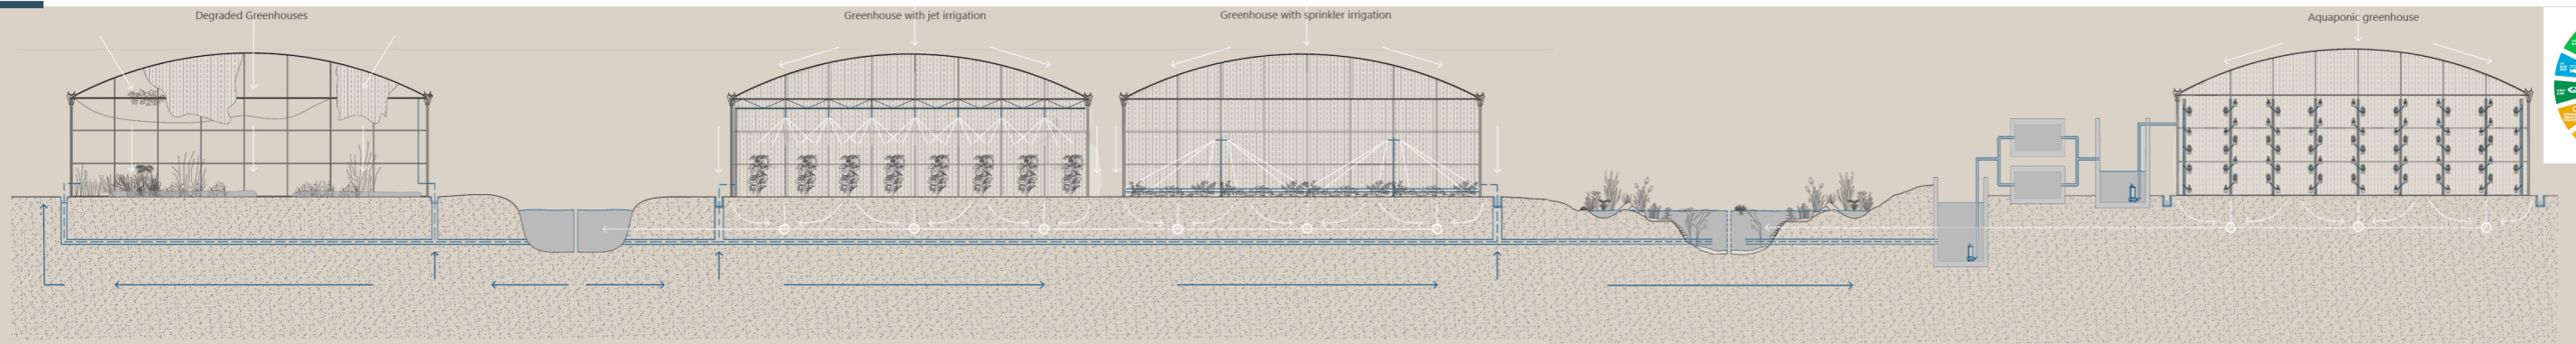 Degraded Greenhouses
Greenhouse with jet irrigation
Greenhouse with sprinkler irrigation
Aquaponic greenhouse